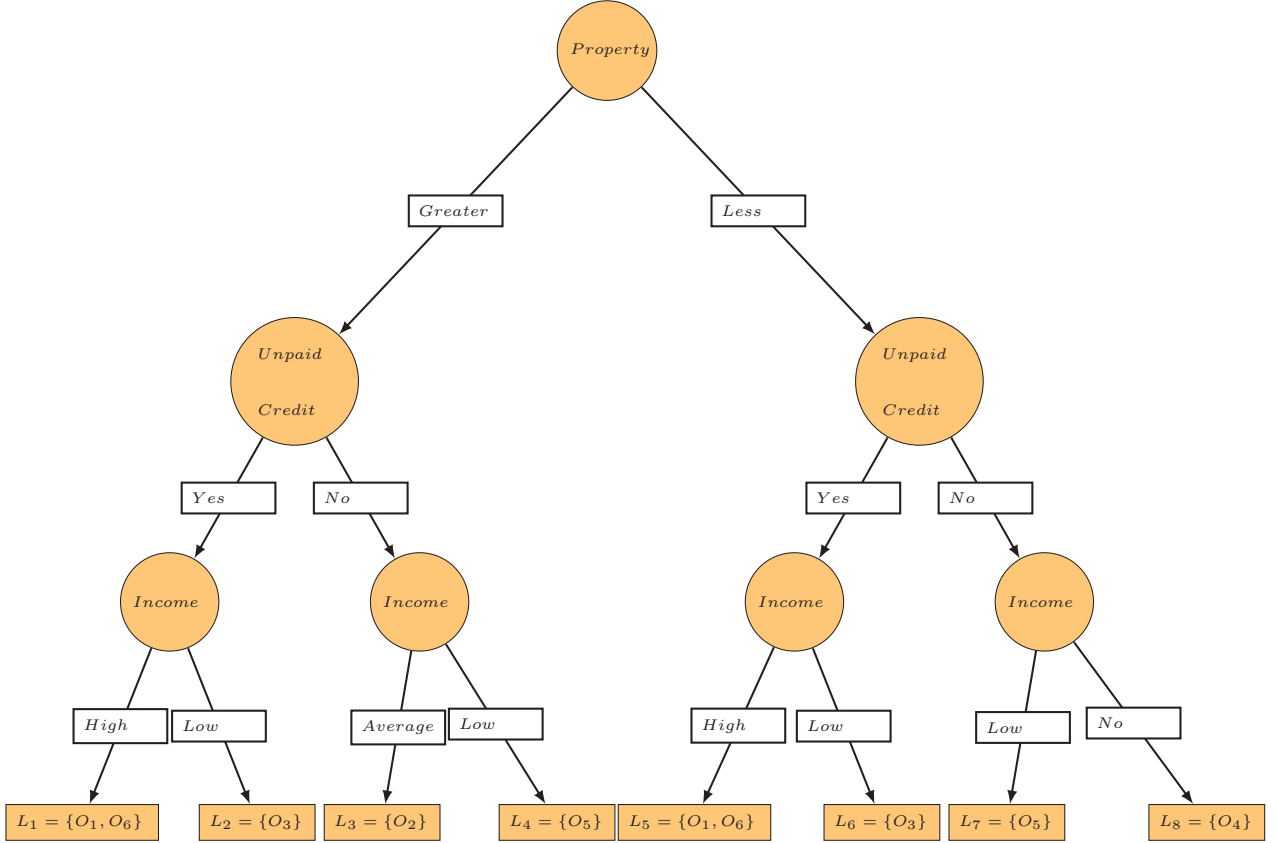 Property
Greater
Less
Unpaid
Credit
Unpaid
Credit
Yes
No
Yes
No
Income
Income
Income
Income
High
Low
Average
Low
High
Low
Low
No
L₁ = {O₁, O₆}
L₂ = {O₃}
L₃ = {O₂}
L₄ = {O₅}
L₅ = {O₁, O₆}
L₆ = {O₃}
L₇ = {O₅}
L₈ = {O₄}